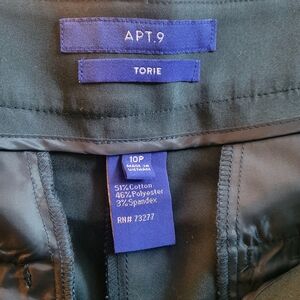 APT.9
TORIE
10P
MADE IN
VIETNAM
51%Cotton
46%Polyester
3%Spandex
RN# 73277